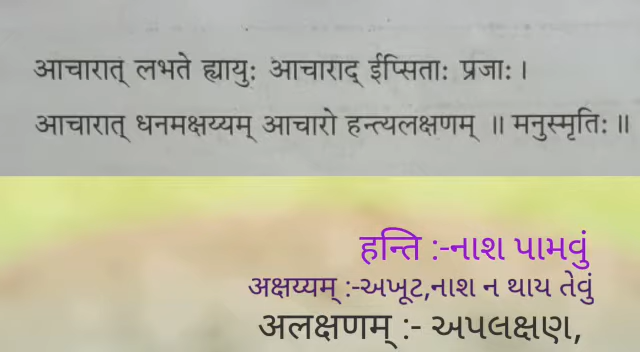 आचारात् लभते ह्यायुः आचाराद् ईप्सिताः प्रजाः।
आचारात् धनमक्षय्यम् आचारो हन्त्यलक्षणम् ॥ मनुस्मृतिः ॥
हन्ति :-નાશ પામવું
अक्षय्यम् :-અખૂટ,નાશ ન થાય તેવું
अलक्षणम् :- અપલક્ષણ,